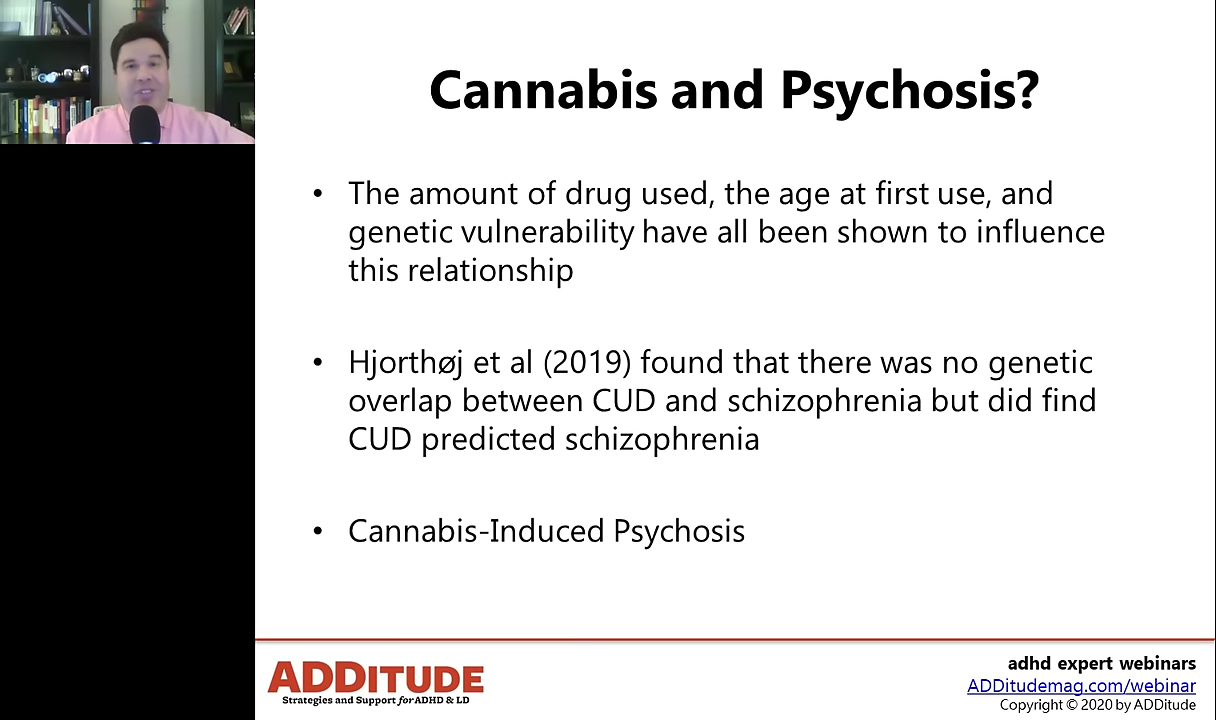 Cannabis and Psychosis?
• The amount of drug used, the age at first use, and
genetic vulnerability have all been shown to influence
this relationship
• Hjorthøj et al (2019) found that there was no genetic
overlap between CUD and schizophrenia but did find
CUD predicted schizophrenia
• Cannabis-Induced Psychosis
ADDITUDE
Strategies and Support for ADHD & LD
adhd expert webinars
ADDitudemag.com/webinar
Copyright © 2020 by ADDitude